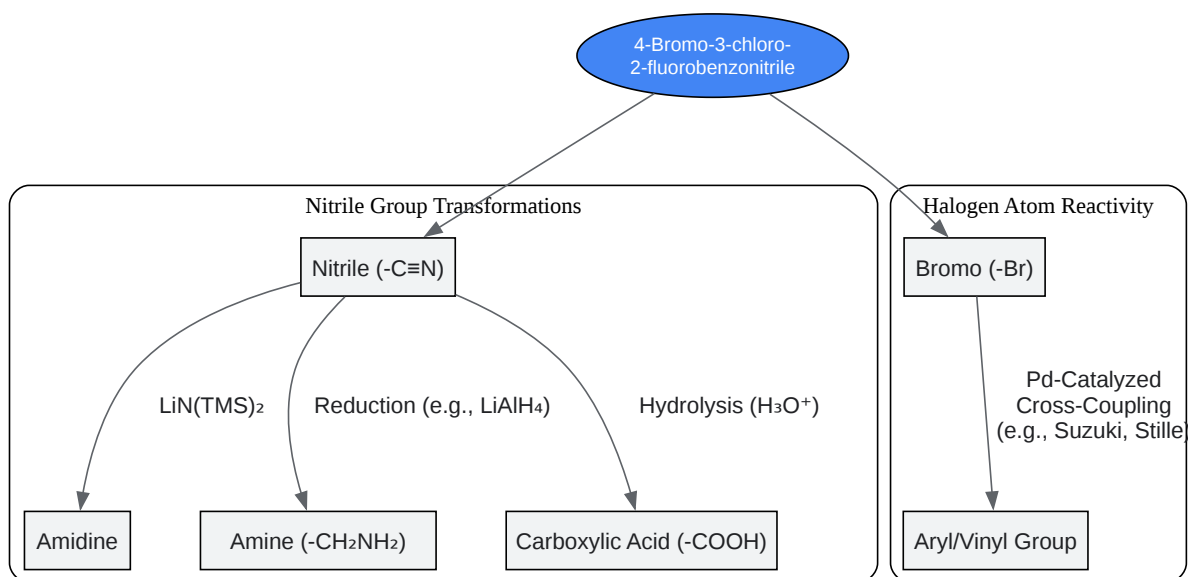 4-Bromo-3-chloro-
2-fluorobenzonitrile
Nitrile Group Transformations
Halogen Atom Reactivity
Nitrile (-C≡N)
Bromo (-Br)
LiN(TMS)₂
Reduction (e.g., LiAlH₄)
Hydrolysis (H₃O⁺)
Pd-Catalyzed
Cross-Coupling
(e.g., Suzuki, Stille)
Amidine
Amine (-CH₂NH₂)
Carboxylic Acid (-COOH)
Aryl/Vinyl Group